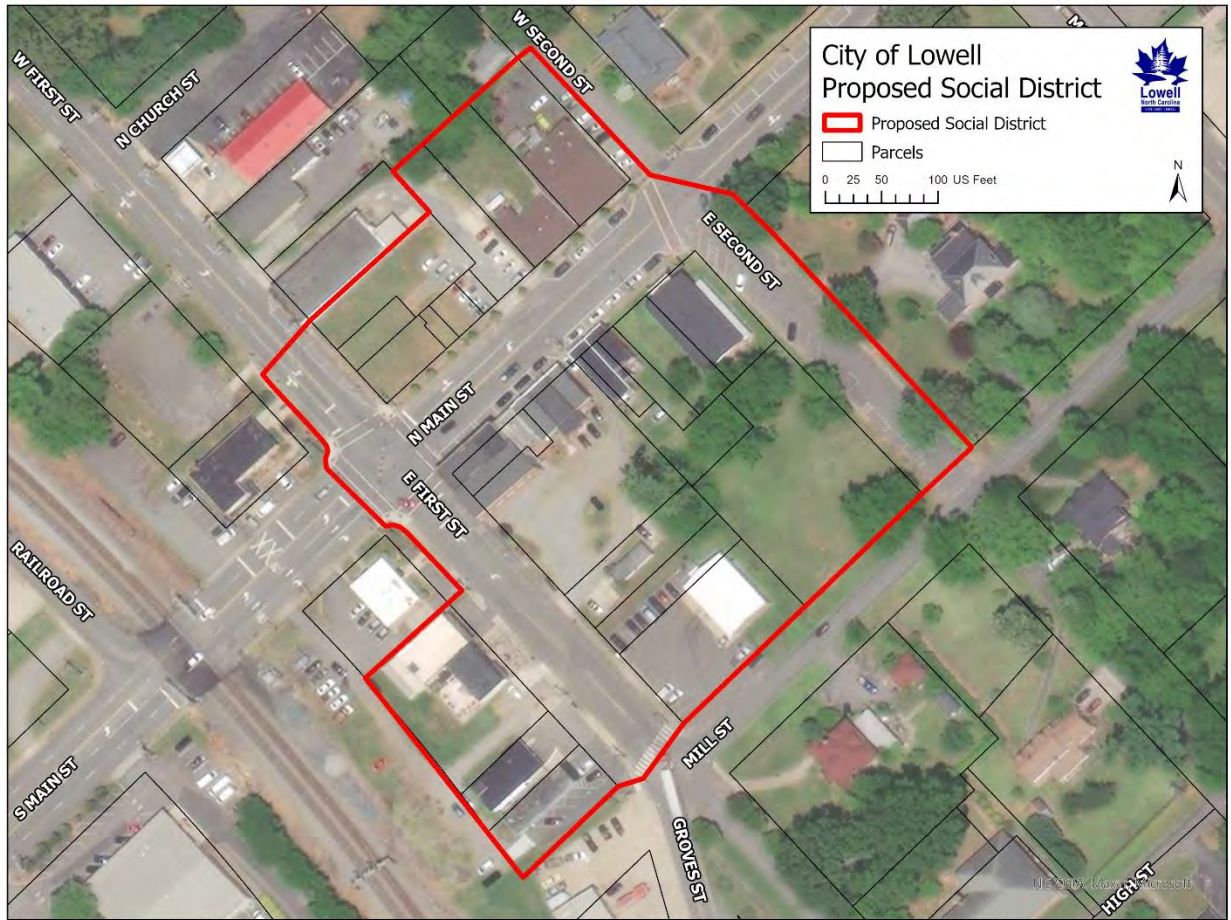 City of Lowell
Proposed Social District
Proposed Social District
Parcels
0 25 50 100 US Feet
N
Lowell
North Carolina
W SECOND ST
W FIRST ST
N CHURCH ST
E SECOND ST
N MAIN ST
E FIRST ST
RAILROAD ST
S MAIN ST
MILL ST
GROVES ST
HIGH ST
Microsoft